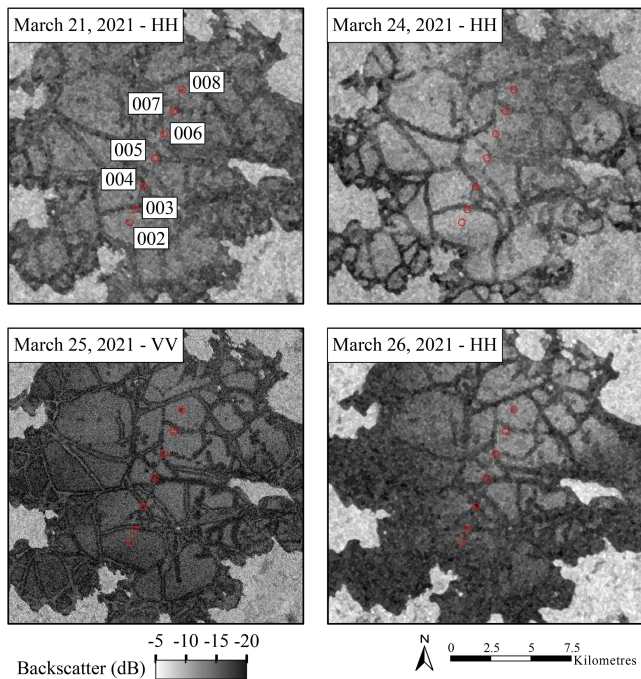 March 21, 2021 - HH
March 24, 2021 - HH
008
007
006
005
004
003
002
March 25, 2021 - VV
March 26, 2021 - HH
-5 -10 -15 -20
Backscatter (dB)
N
0 2.5 5 7.5
Kilometres